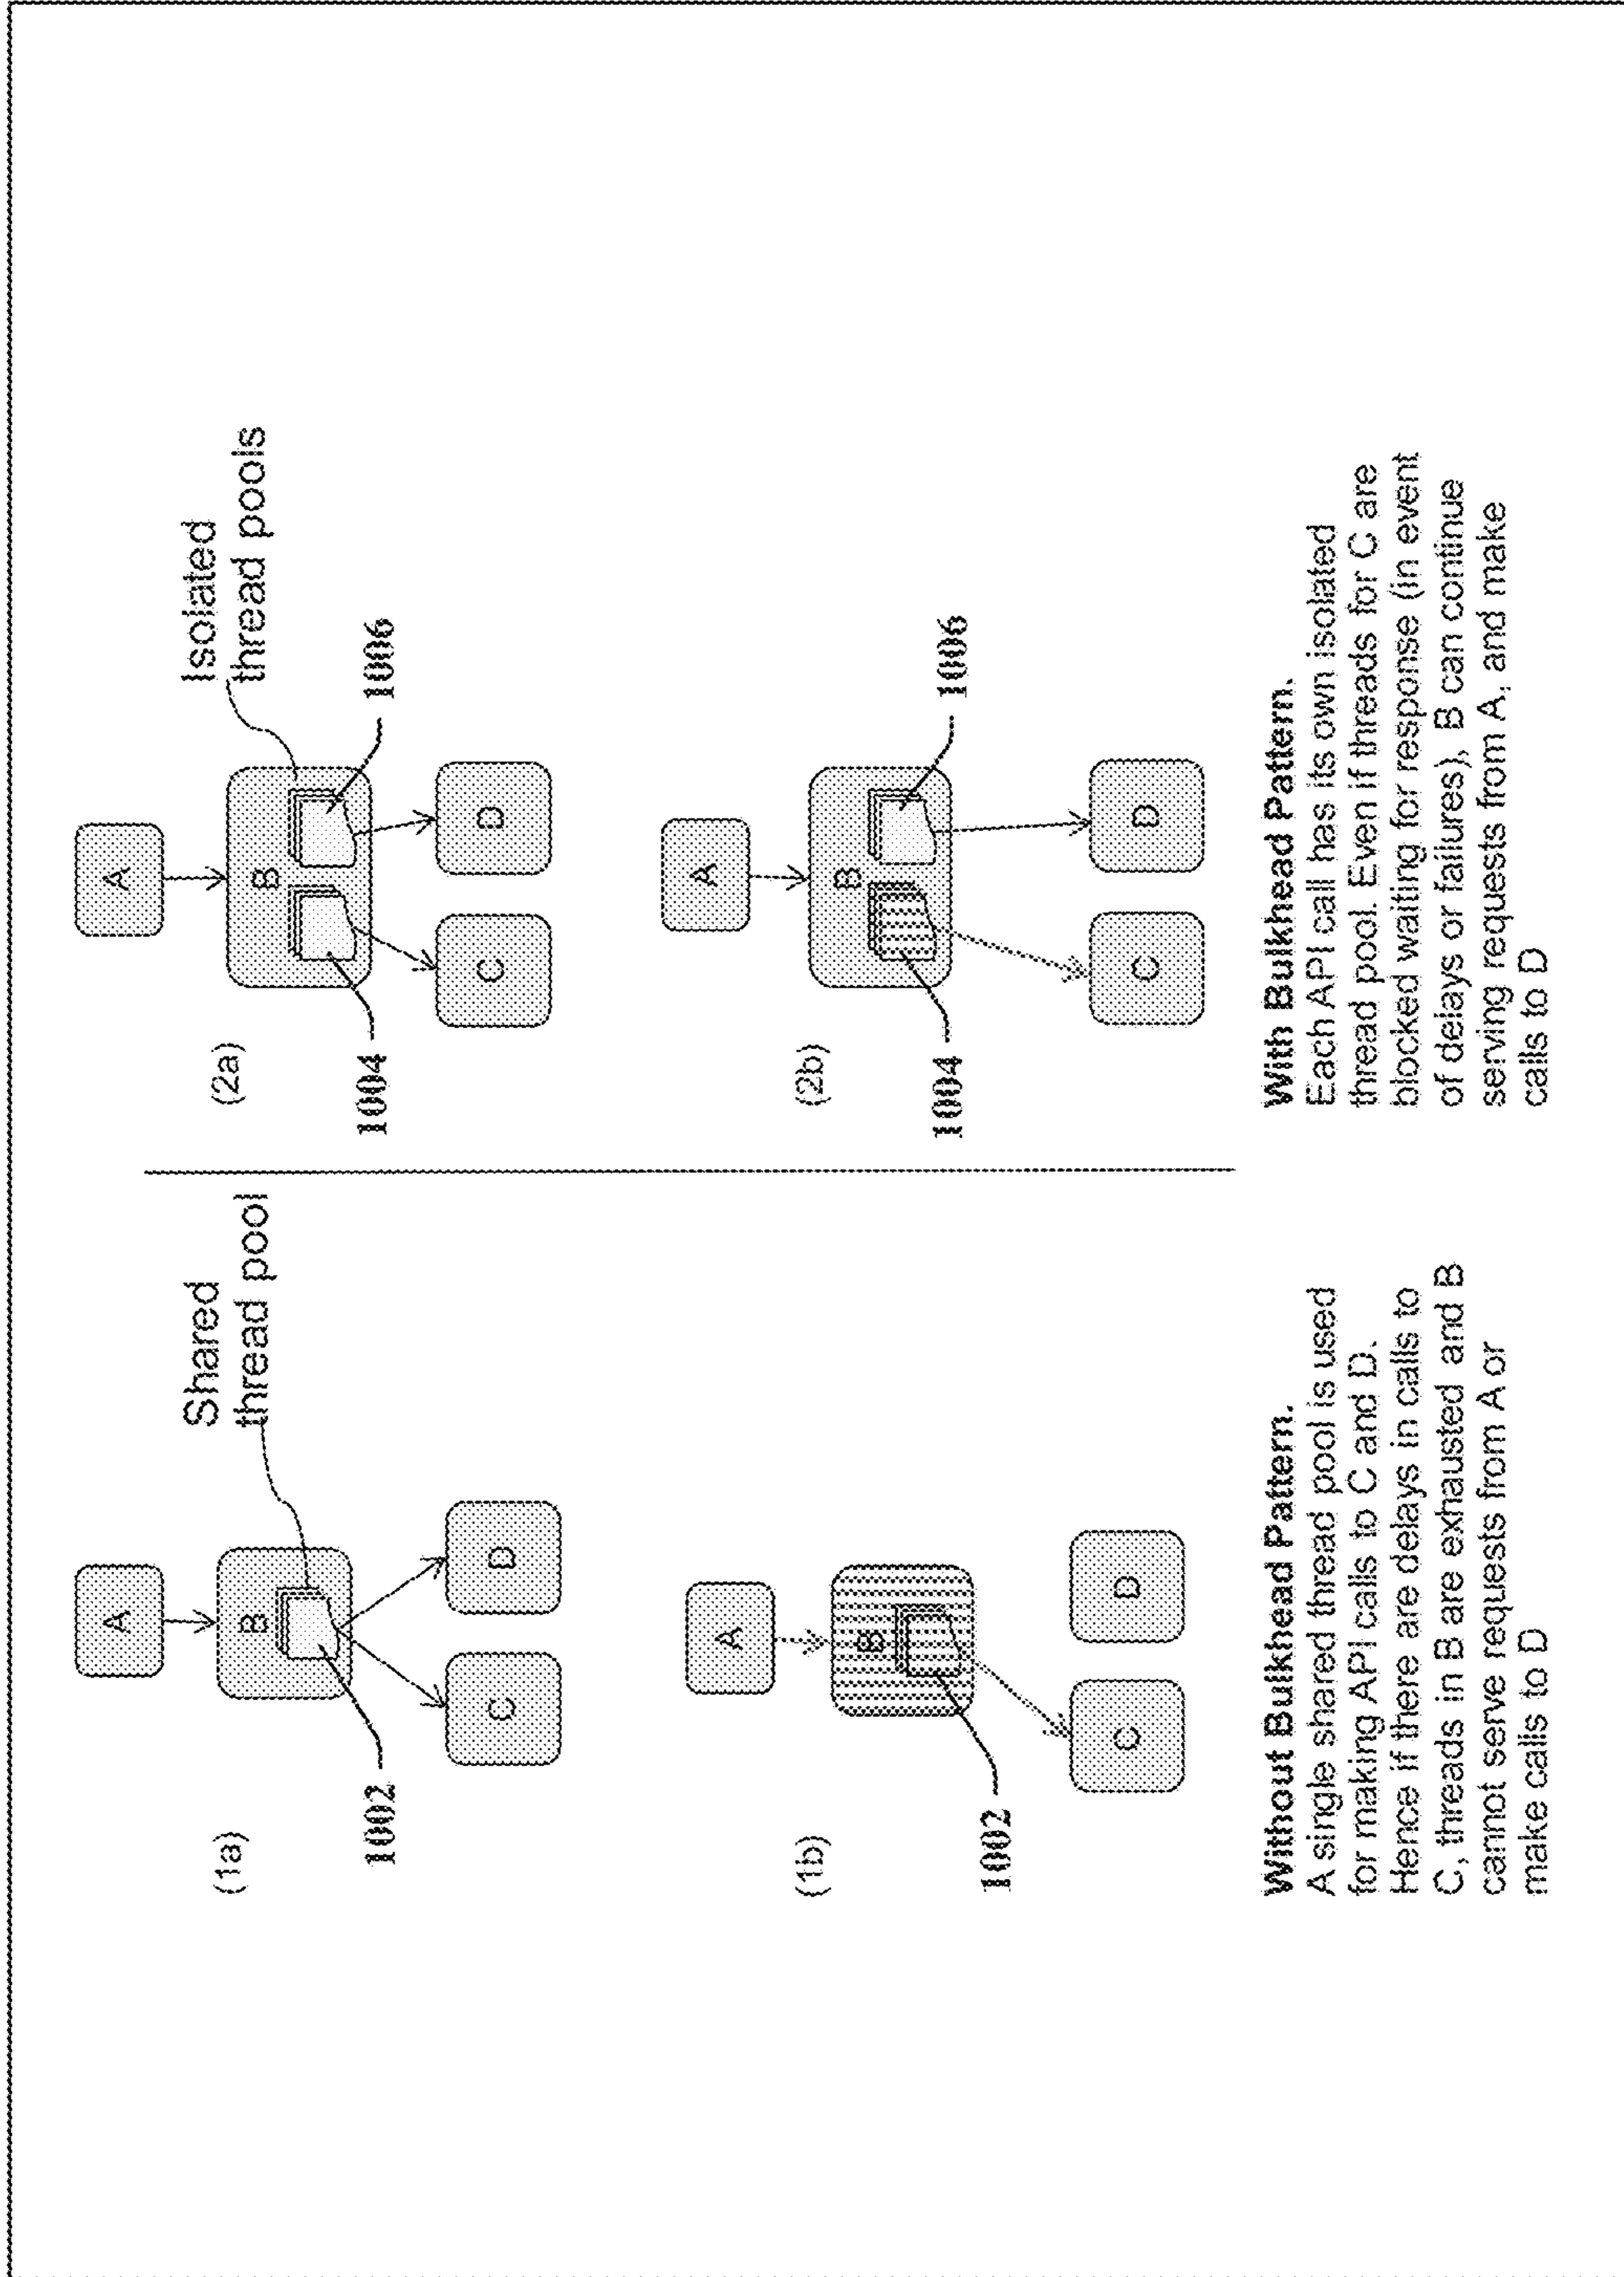 Shared
thread pool
(1a)
A
B
1002
C
D
(1b)
A
B
1002
C
D
Without Bulkhead Pattern.
A single shared thread pool is used
for making API calls to C and D.
Hence if there are delays in calls to
C, threads in B are exhausted and B
cannot serve requests from A or
make calls to D
Isolated
thread pools
(2a)
A
B
1004
1006
C
D
(2b)
A
B
1004
1006
C
D
With Bulkhead Pattern.
Each API call has its own isolated
thread pool. Even if threads for C are
blocked waiting for response (in event
of delays or failures), B can continue
serving requests from A, and make
calls to D